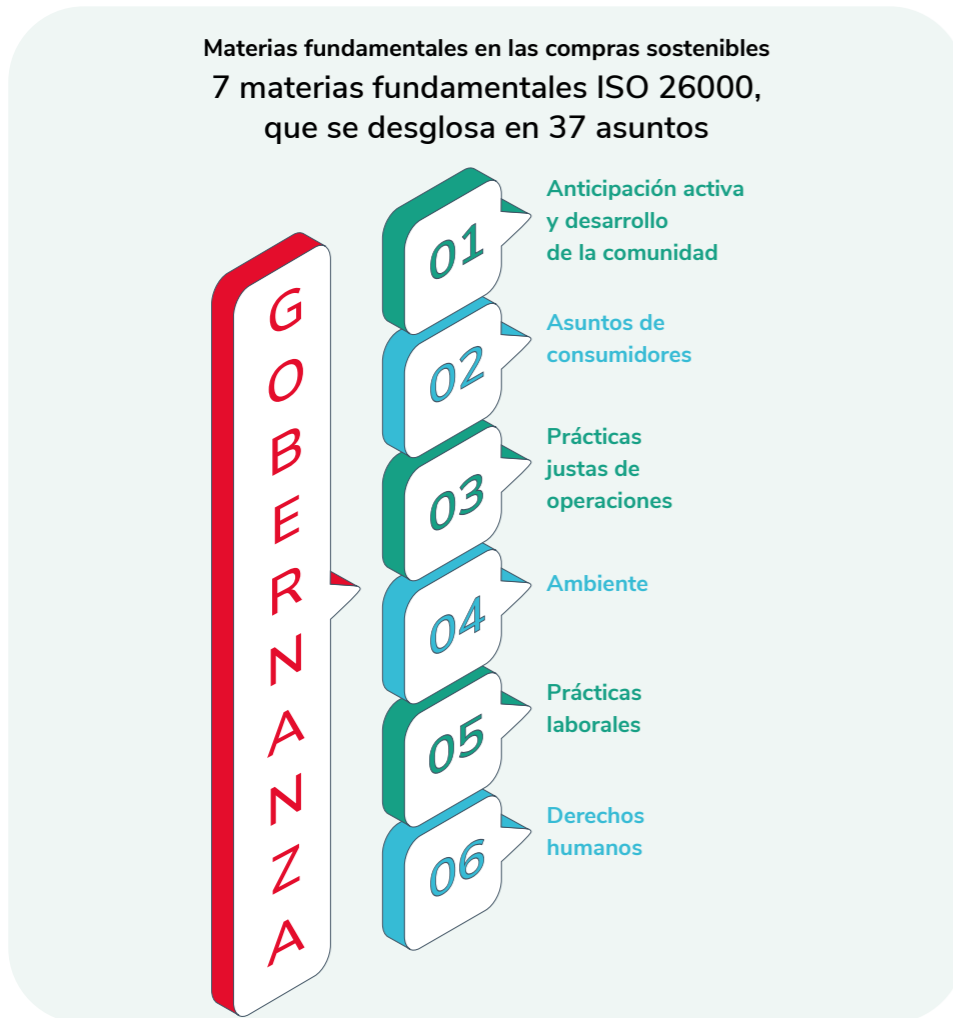 Materias fundamentales en las compras sostenibles
7 materias fundamentales ISO 26000,
que se desglosa en 37 asuntos
GOBERNANZA
01
Anticipación activa
y desarrollo
de la comunidad
02
Asuntos de
consumidores
03
Prácticas
justas de
operaciones
04
Ambiente
05
Prácticas
laborales
06
Derechos
humanos